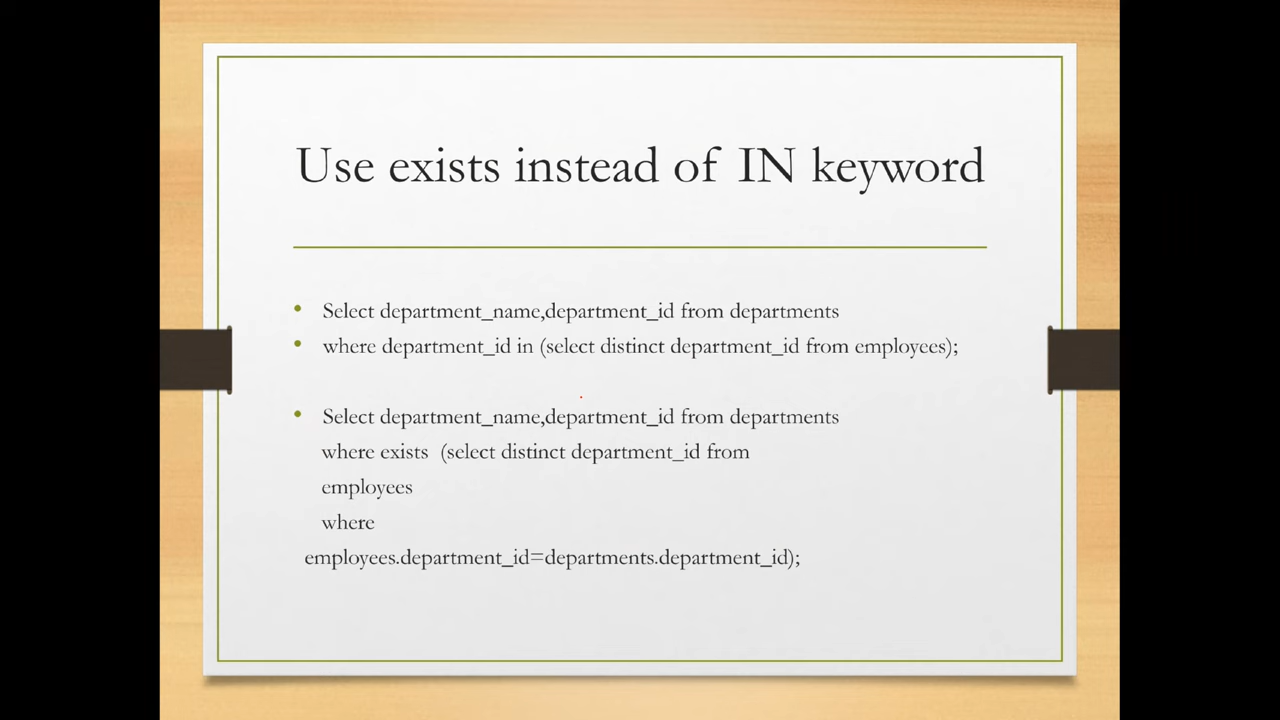 Use exists instead of IN keyword
• Select department_name,department_id from departments
• where department_id in (select distinct department_id from employees);
• Select department_name,department_id from departments
where exists (select distinct department_id from
employees
where
employees.department_id=departments.department_id);